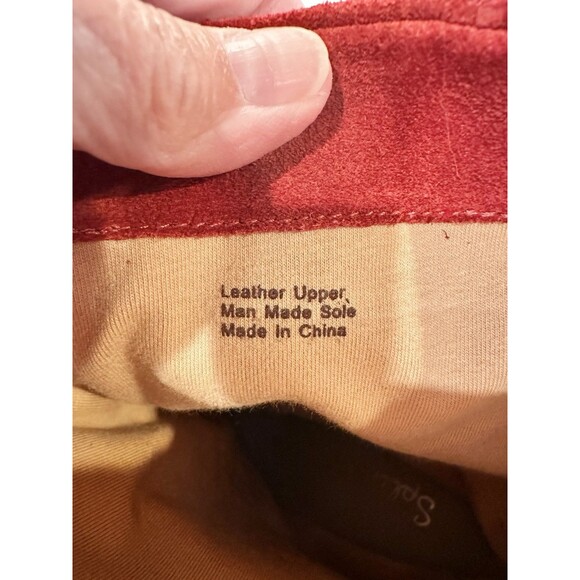 Leather Upper
Man Made Sole
Made In China